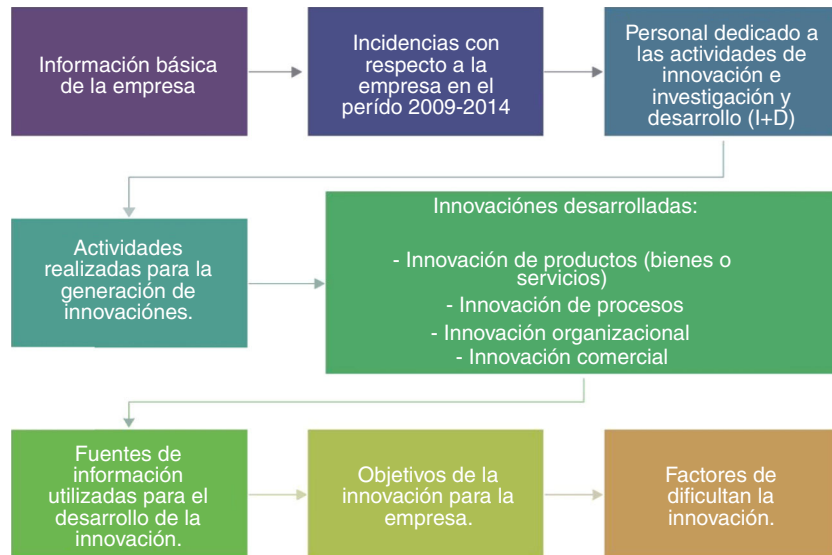 Información básica
de la empresa
Incidencias con
respecto a la
empresa en el
perído 2009-2014
Personal dedicado a
las actividades de
innovación e
investigación y
desarrollo (I+D)
Actividades
realizadas para la
generación de
innovaciónes.
Innovaciónes desarrolladas:
- Innovación de productos (bienes o
servicios)
- Innovación de procesos
- Innovación organizacional
- Innovación comercial
Fuentes de
información
utilizadas para el
desarrollo de la
innovación.
Objetivos de la
innovación para la
empresa.
Factores de
dificultan la
innovación.